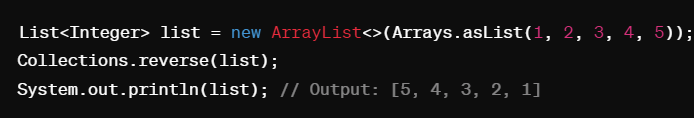 List<Integer> list = new ArrayList<>(Arrays.asList(1, 2, 3, 4, 5));
Collections.reverse(list);
System.out.println(list); // Output: [5, 4, 3, 2, 1]